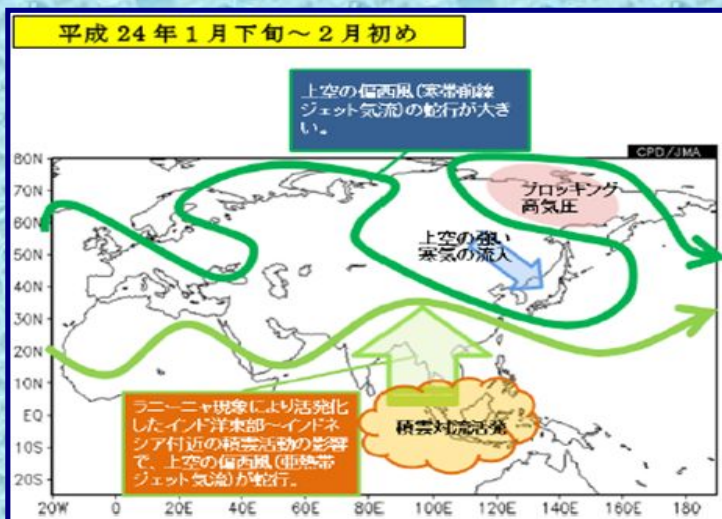 平成24年1月下旬~2月初め
上空の偏西風(寒帯前線
ジェット気流)の蛇行が大き
い。
CPD/JMA
80N
70N
60N
50N
40N
30N
20N
10N
EQ
10S
20S
ブロッキング
高気圧
上空の強い
寒気の流入
ラニーニャ現象により活発化
したインド洋東部~インドネ
シア付近の積雲活動の影響
で、上空の偏西風(亜熱帯
ジェット気流)が蛇行。
積雲対流活発
20W
0
20E
40E
60E
80E
100E
120E
140E
160E
180